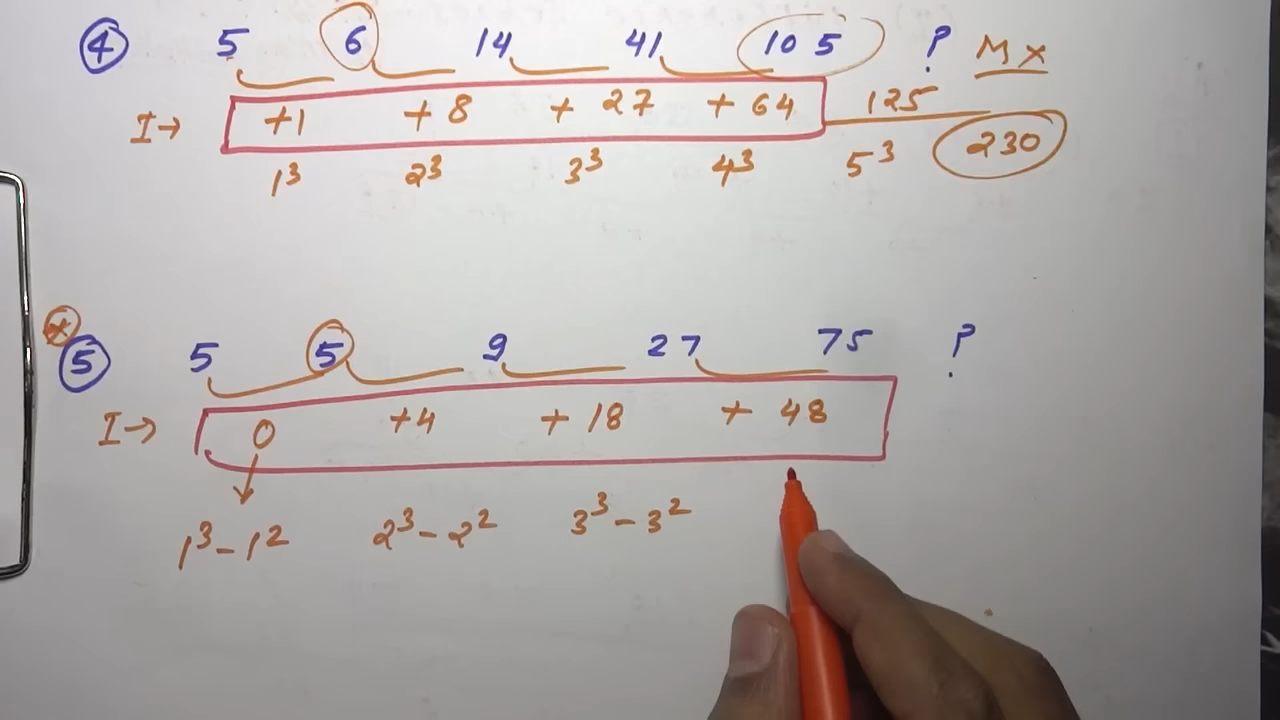 ④ 5 6 14 41 105 ? Mx
I→ +1 +8 + 27 + 64 125
1³ 2³ 3³ 4³ 5³ 230
*
⑤ 5 5 9 27 75 ?
I→ 0 +4 + 18 + 48
1³-1² 2³-2² 3³-3²